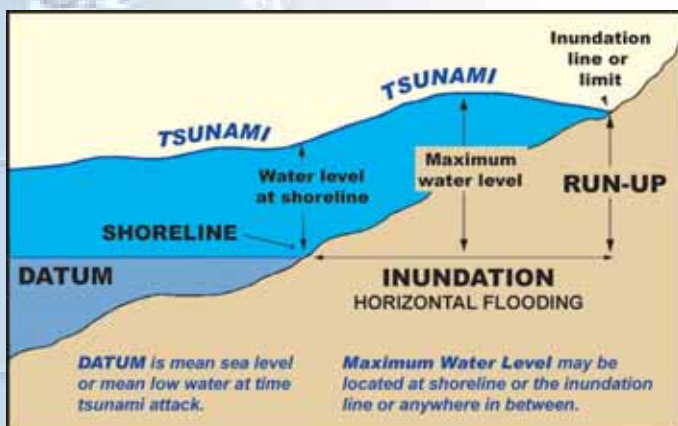 Inundation
line or
limit
TSUNAMI
TSUNAMI
Water level
at shoreline
Maximum
water level
RUN-UP
SHORELINE
DATUM
INUNDATION
HORIZONTAL FLOODING
DATUM is mean sea level
or mean low water at time
tsunami attack.
Maximum Water Level may be
located at shoreline or the inundation
line or anywhere in between.